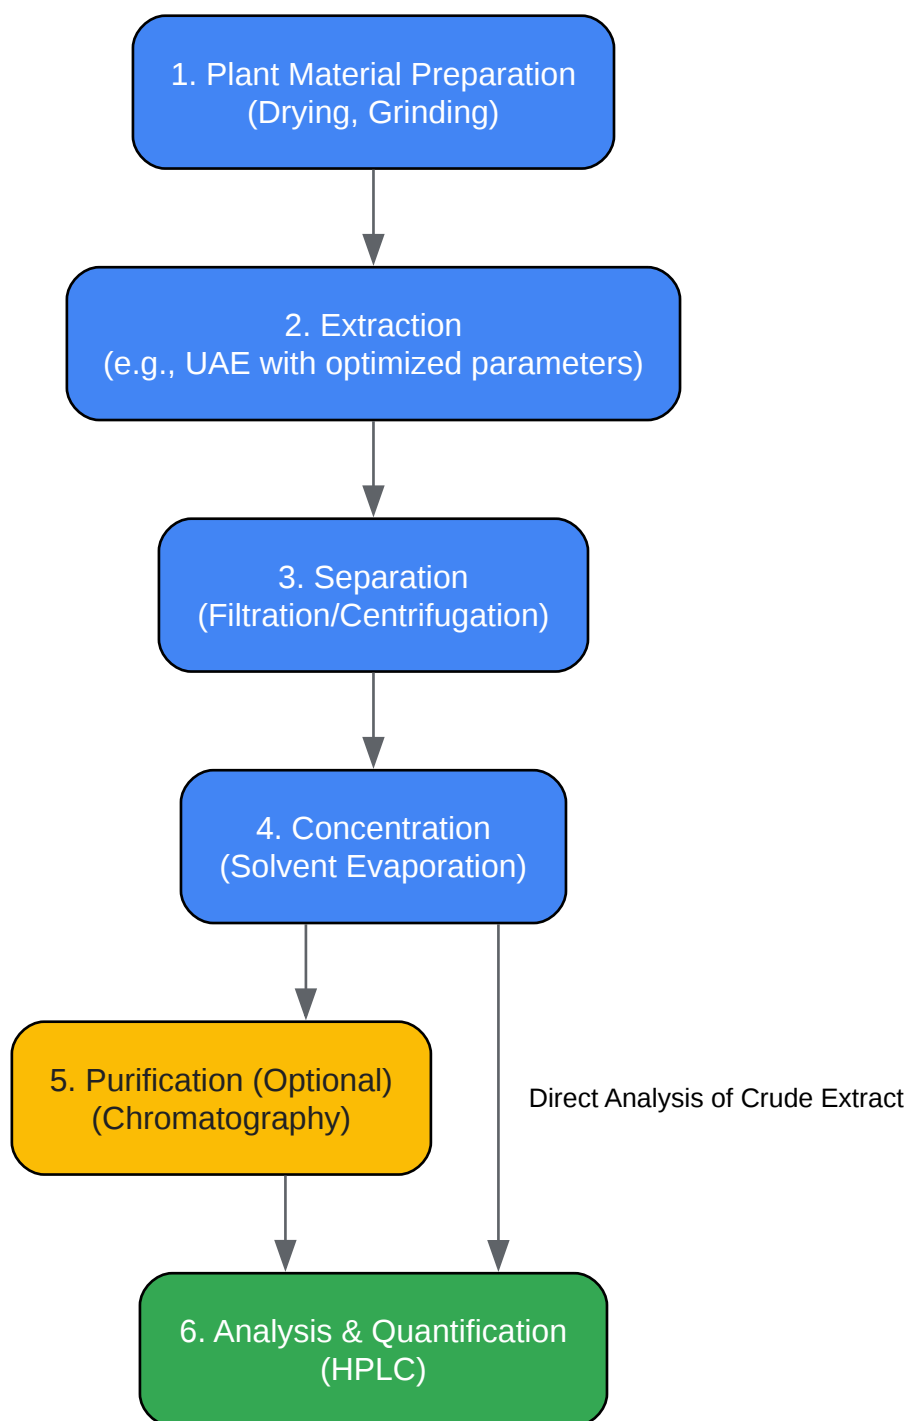 1. Plant Material Preparation
(Drying, Grinding)
2. Extraction
(e.g., UAE with optimized parameters)
3. Separation
(Filtration/Centrifugation)
4. Concentration
(Solvent Evaporation)
5. Purification (Optional)
(Chromatography)
Direct Analysis of Crude Extract
6. Analysis & Quantification
(HPLC)